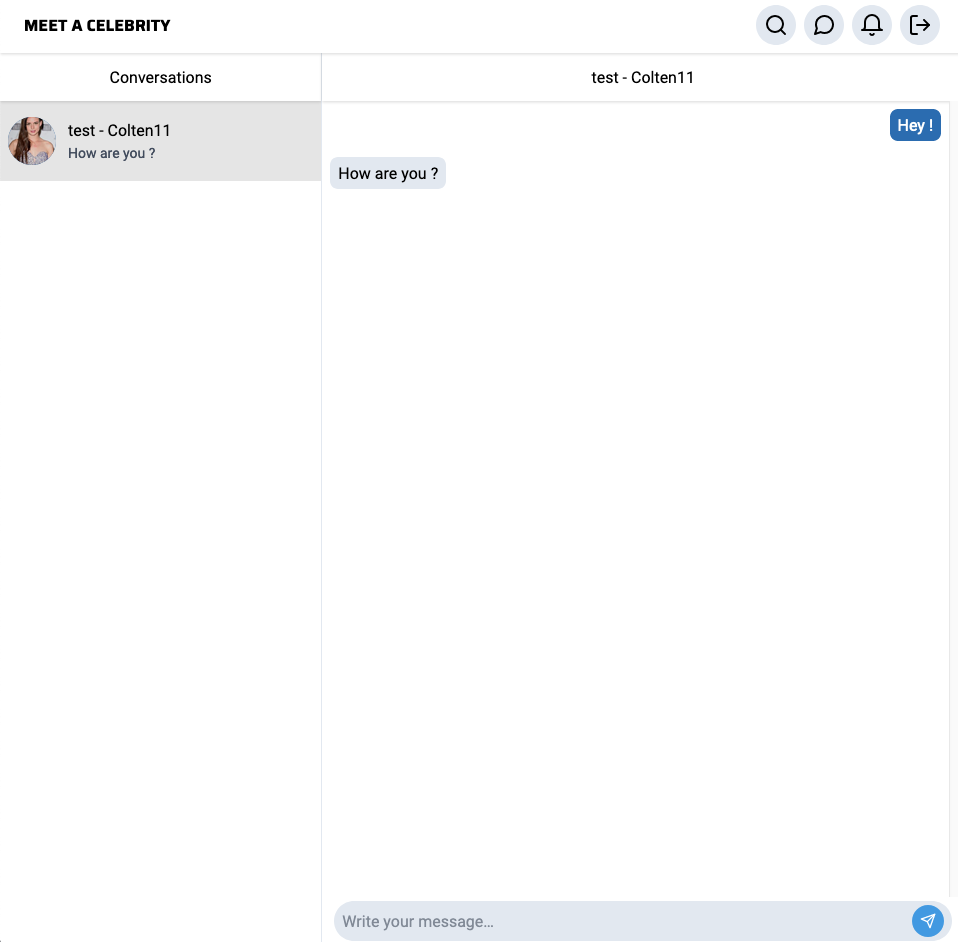 MEET A CELEBRITY
Conversations
test - Colten11
test - Colten11
How are you ?
Hey !
How are you ?
Write your message...